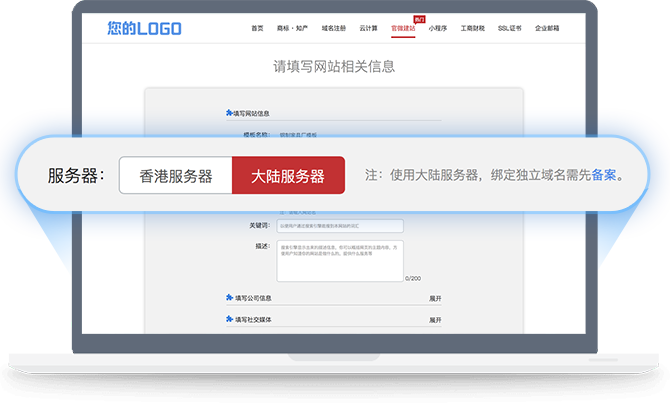 您的LOGO
热门
首页 商标·知产 域名注册 云计算 官微建站 小程序 工商财税 SSL证书 企业邮箱
请填写网站相关信息
填写网站信息
模板名称:
服务器: 香港服务器 大陆服务器 注:使用大陆服务器,绑定独立域名需先备案。
关键词:
描述:
0/200
填写公司信息 展开
填写社交媒体 展开